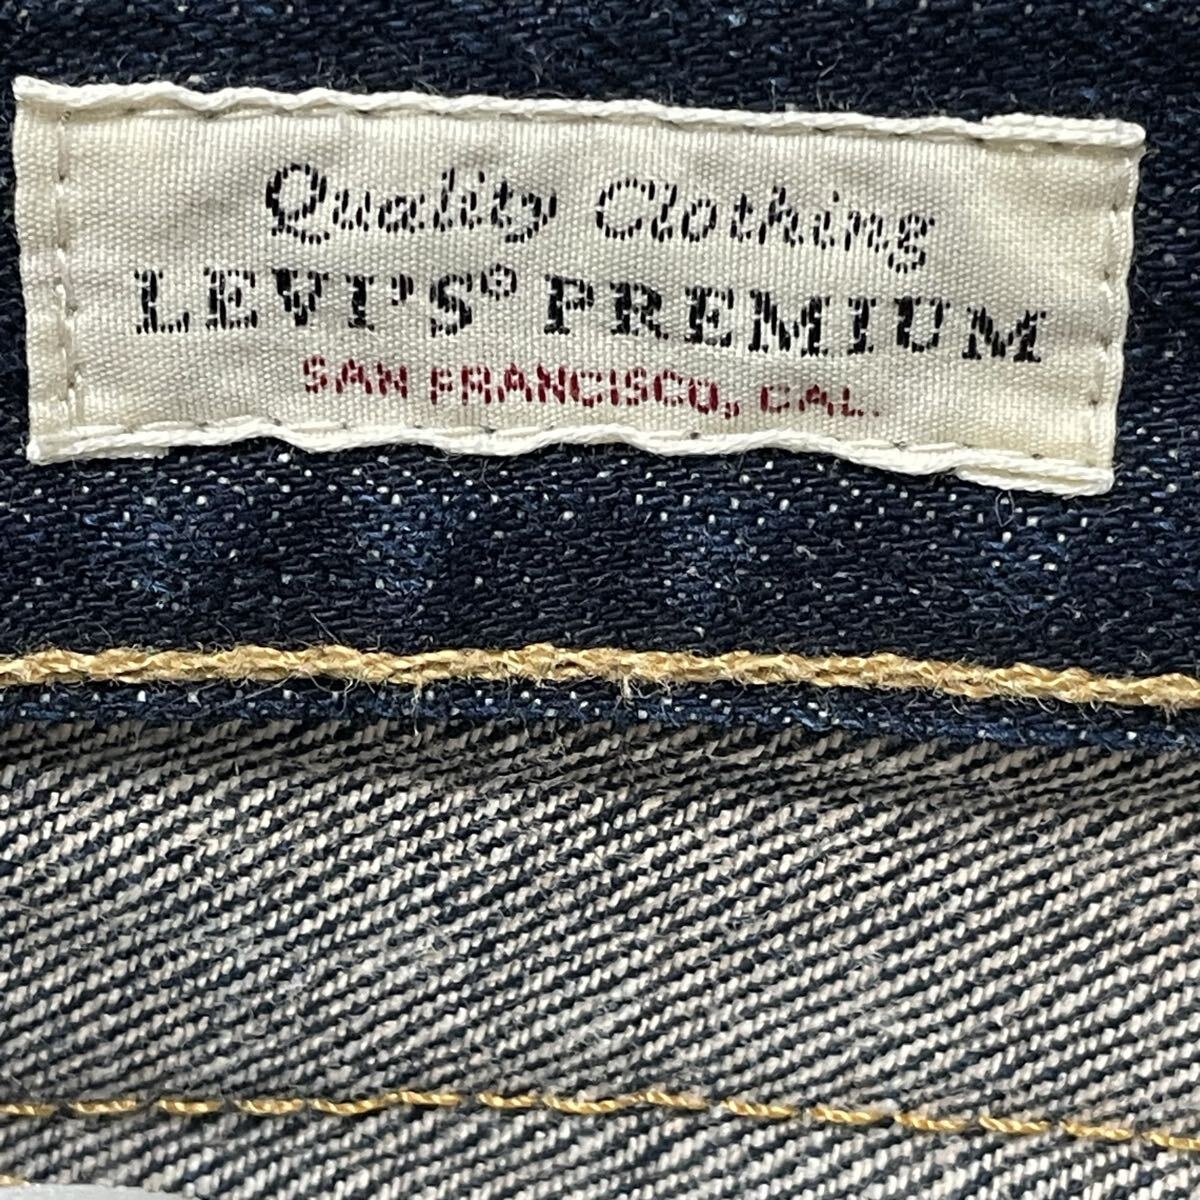 Quality Clothing
LEVI'S® PREMIUM
SAN FRANCISCO, CAL.